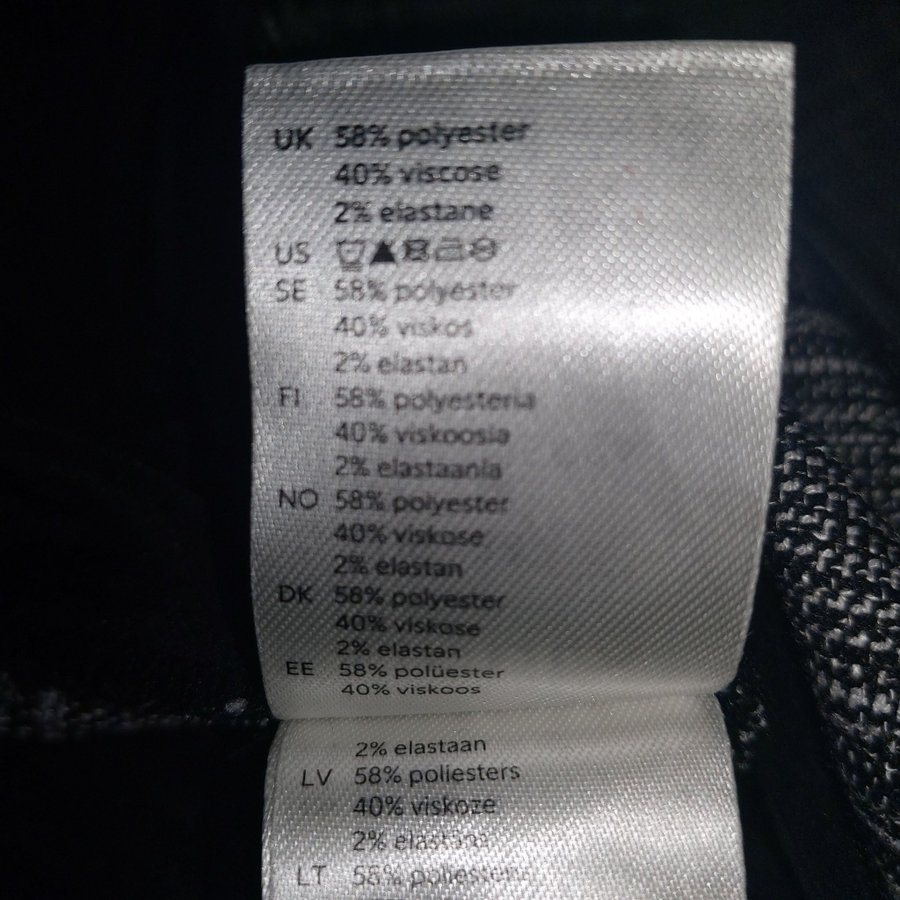 UK 58% polyester
40% viscose
2% elastane
US
SE 58% polyester
40% viskos
2% elastan
FI 58% polyesteria
40% viskoosia
2% elastaania
NO 58% polyester
40% viskose
2% elastan
DK 58% polyester
40% viskose
2% elastan
EE 58% polüester
40% viskoos
2% elastaan
LV 58% poliesters
40% viskoze
2%
LT 58%